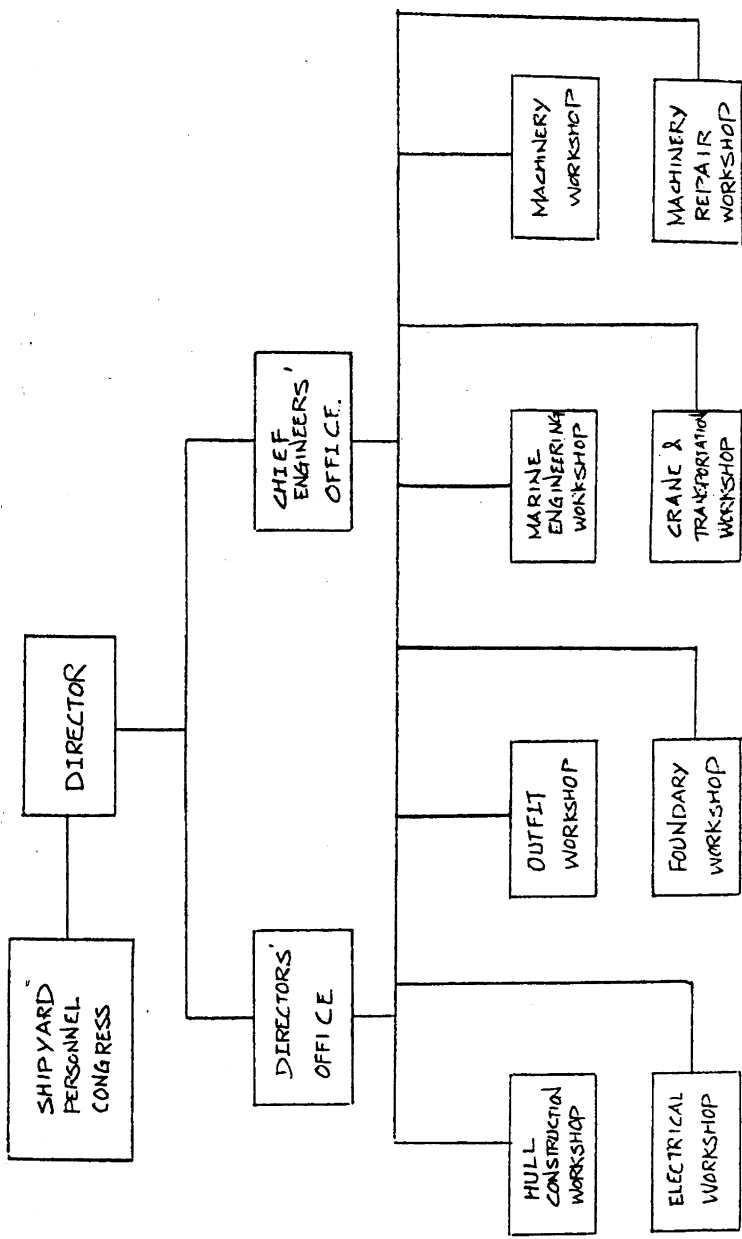 SHIPYARD
PERSONNEL
CONGRESS
DIRECTOR
DIRECTORS'
OFFICE
CHIEF
ENGINEERS'
OFFICE
HULL
CONSTRUCTION
WORKSHOP
OUTFIT
WORKSHOP
MARINE
ENGINEERING
WORKSHOP
MACHINERY
WORKSHOP
ELECTRICAL
WORKSHOP
FOUNDARY
WORKSHOP
CRANE &
TRANSPORTATION
WORKSHOP
MACHINERY
REPAIR
WORKSHOP